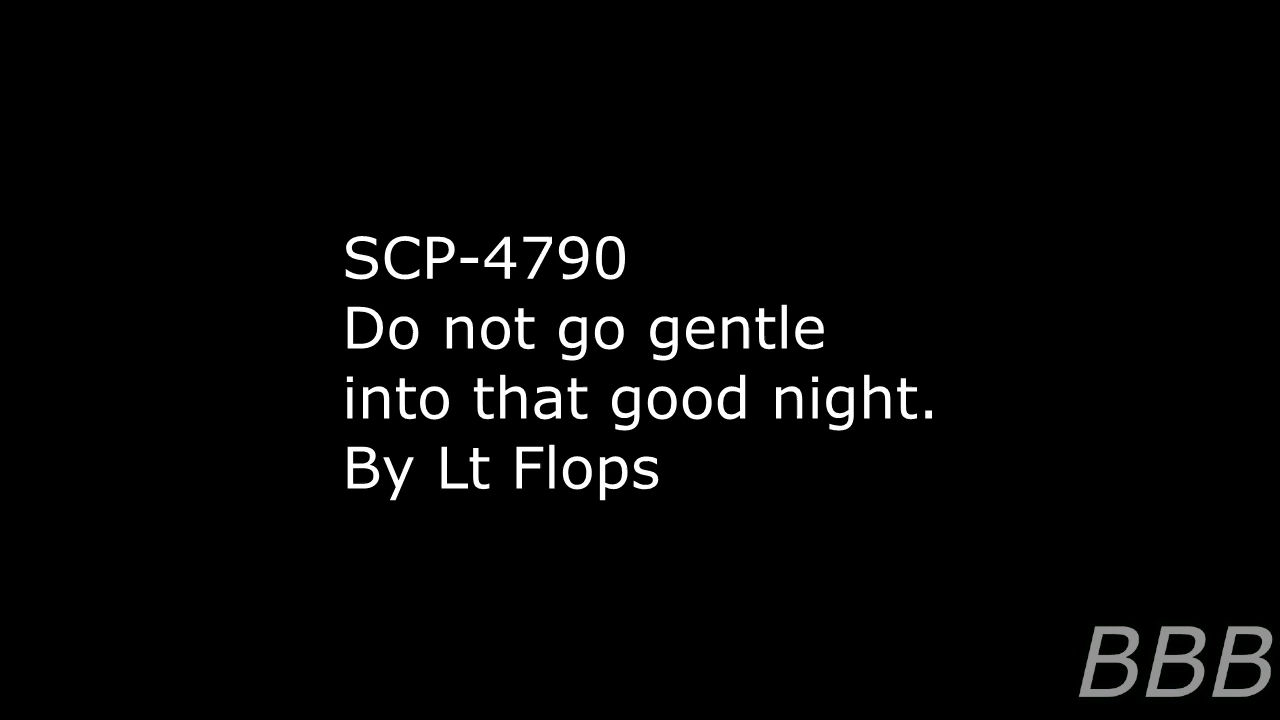 SCP-4790
Do not go gentle
into that good night.
By Lt Flops
BBB